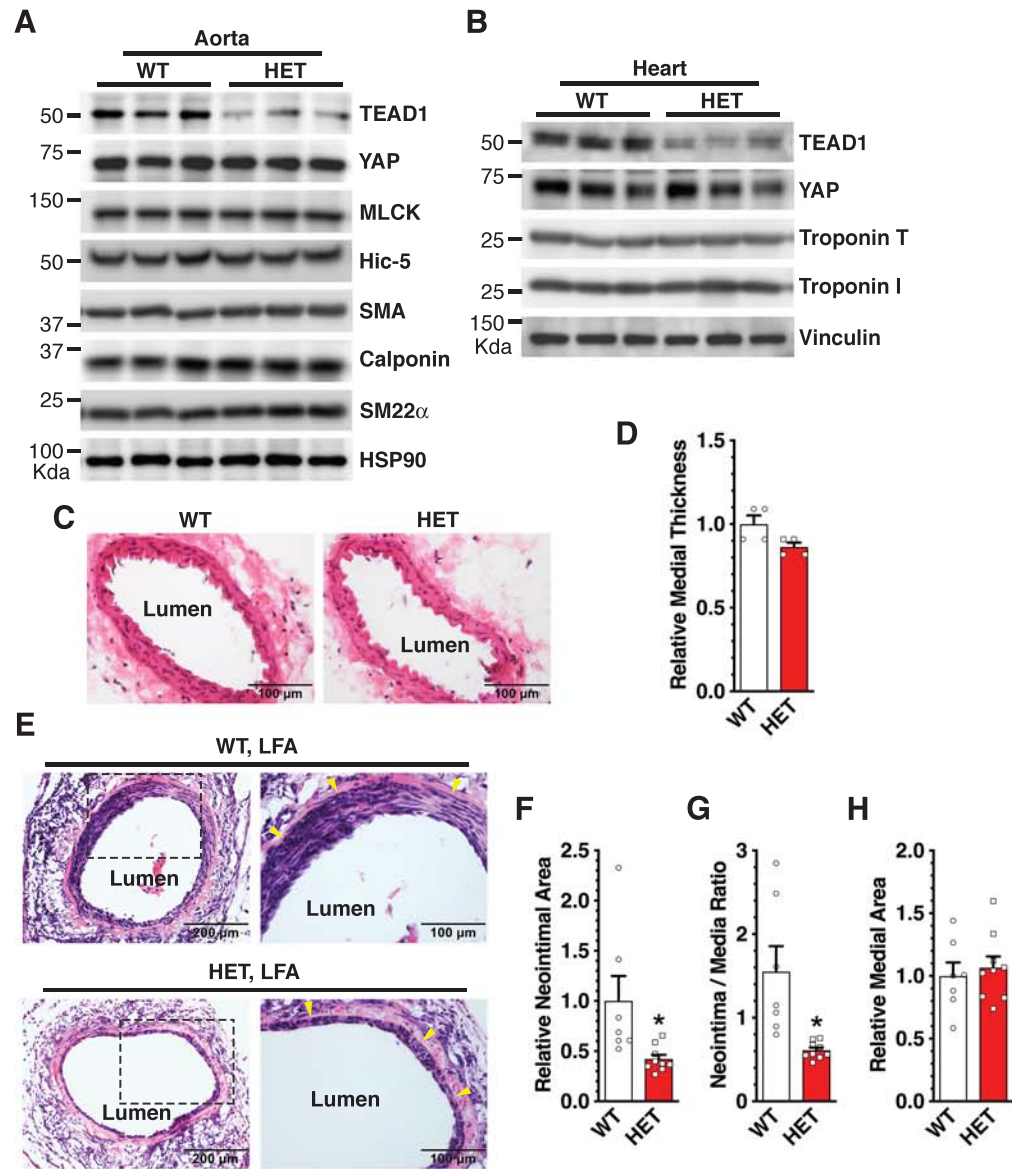 A
Aorta
WT HET
50 TEAD1
75 YAP
150 MLCK
50 Hic-5
37 SMA
37 Calponin
25 SM22α
100 Kda HSP90
B
Heart
WT HET
50 TEAD1
75 YAP
25 Troponin T
25 Troponin I
150 Kda Vinculin
C
WT HET
Lumen Lumen
100 µm 100 µm
D
Relative Medial Thickness
1.5
1.0
0.5
0.0
WT HET
E
WT, LFA
Lumen Lumen
200 µm 100 µm
HET, LFA
Lumen Lumen
200 µm 100 µm
F
Relative Neointimal Area
2.5
2.0
1.5
1.0
0.5
0.0
*
WT HET
G
Neointima / Media Ratio
3
2
1
0
*
WT HET
H
Relative Medial Area
2.0
1.5
1.0
0.5
0.0
WT HET